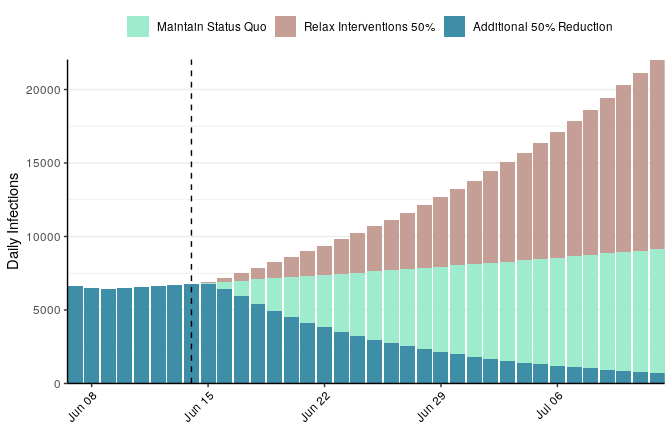 Maintain Status Quo Relax Interventions 50% Additional 50% Reduction
Daily Infections
20000
15000
10000
5000
0
Jun 08 Jun 15 Jun 22 Jun 29 Jul 06